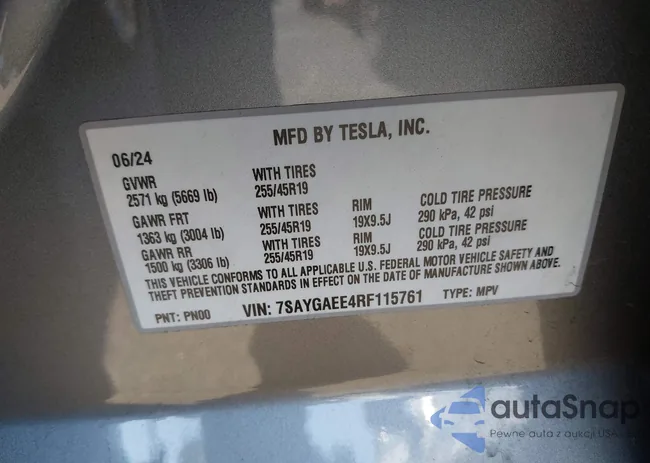 MFD BY TESLA, INC.
06/24
GVWR
2571 kg (5669 lb)
WITH TIRES
255/45R19
GAWR FRT
1363 kg (3004 lb)
WITH TIRES
255/45R19
RIM
19X9.5J
COLD TIRE PRESSURE
290 kPa, 42 psi
GAWR RR
1500 kg (3306 lb)
WITH TIRES
255/45R19
RIM
19X9.5J
COLD TIRE PRESSURE
290 kPa, 42 psi
THIS VEHICLE CONFORMS TO ALL APPLICABLE U.S. FEDERAL MOTOR VEHICLE SAFETY AND
THEFT PREVENTION STANDARDS IN EFFECT ON THE DATE OF MANUFACTURE SHOWN ABOVE.
PNT: PN00 VIN: 7SAYGAEE4RF115761 TYPE: MPV
autaSnap
Pewne auta z aukcji